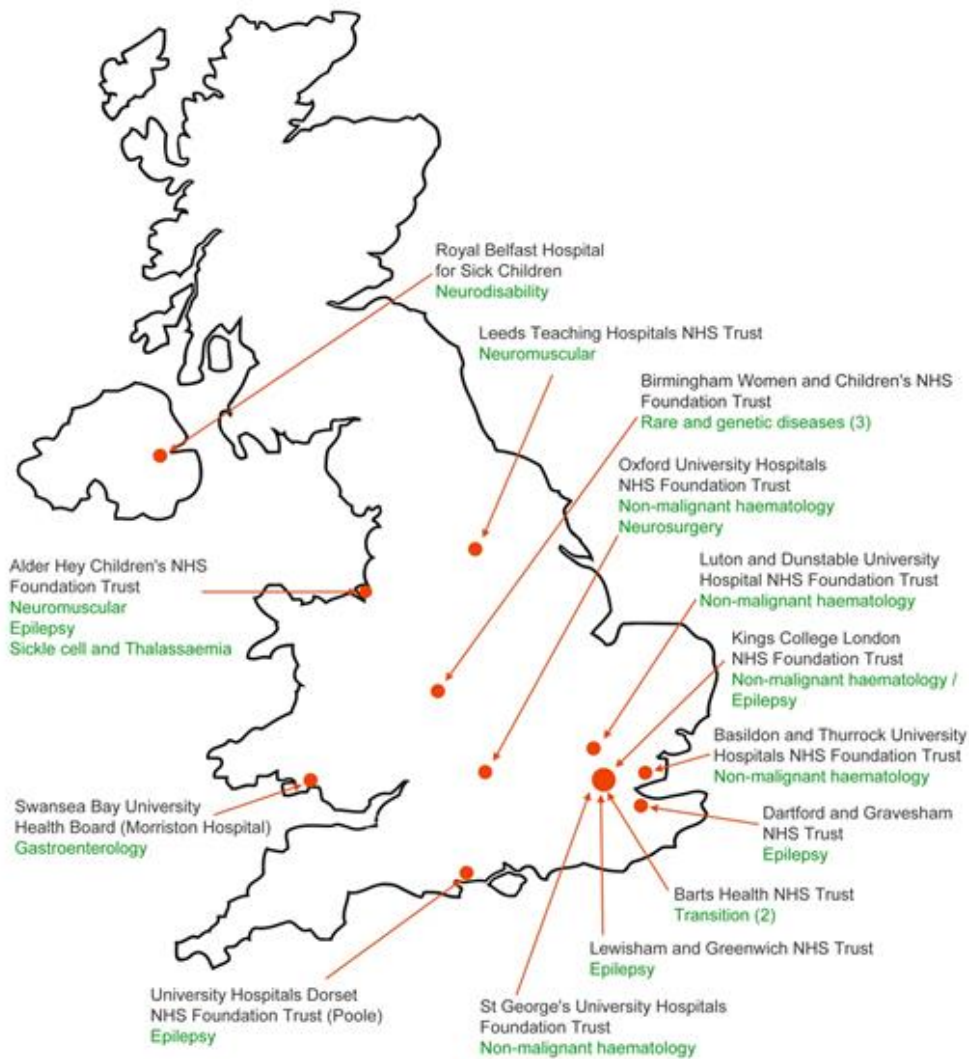 Royal Belfast Hospital
for Sick Children
Neurodisability
Leeds Teaching Hospitals NHS Trust
Neuromuscular
Birmingham Women and Children's NHS
Foundation Trust
Rare and genetic diseases (3)
Oxford University Hospitals
NHS Foundation Trust
Non-malignant haematology
Neurosurgery
Alder Hey Children's NHS
Foundation Trust
Neuromuscular
Epilepsy
Sickle cell and Thalassaemia
Luton and Dunstable University
Hospital NHS Foundation Trust
Non-malignant haematology
Kings College London
NHS Foundation Trust
Non-malignant haematology /
Epilepsy
Basildon and Thurrock University
Hospitals NHS Foundation Trust
Non-malignant haematology
Swansea Bay University
Health Board (Morriston Hospital)
Gastroenterology
Dartford and Gravesham
NHS Trust
Epilepsy
Barts Health NHS Trust
Transition (2)
Lewisham and Greenwich NHS Trust
Epilepsy
University Hospitals Dorset
NHS Foundation Trust (Poole)
Epilepsy
St George's University Hospitals
Foundation Trust
Non-malignant haematology